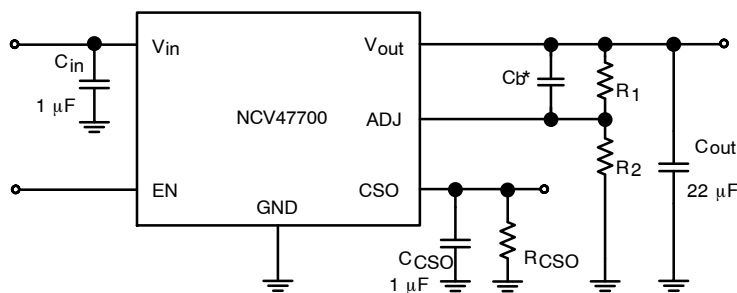 Vin
Cin
1 μF
Vout
Cb*
R1
NCV47700
ADJ
R2
Cout
22 μF
EN
CSO
GND
CCSO
1 μF
RCSO